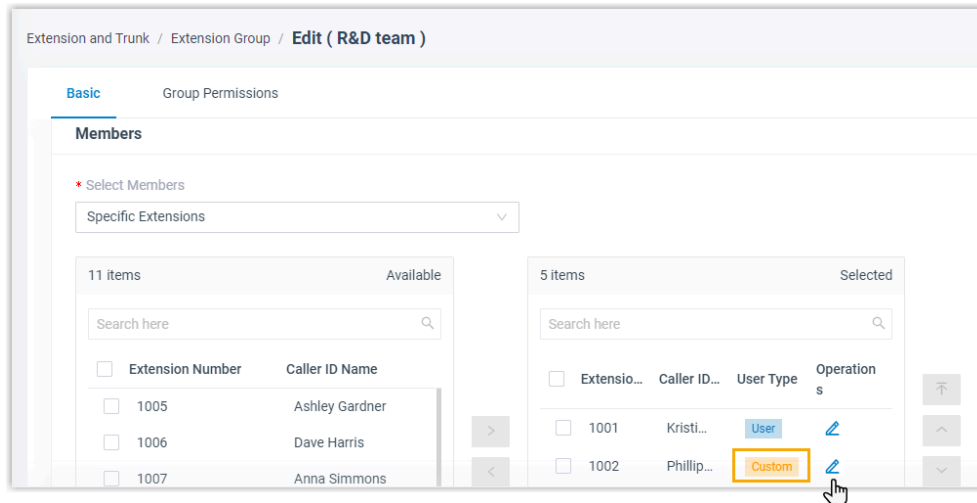 Extension and Trunk / Extension Group / Edit ( R&D team )
Basic Group Permissions
Members
* Select Members
Specific Extensions
11 items Available
Search here
Extension Number Caller ID Name
1005 Ashley Gardner
1006 Dave Harris
1007 Anna Simmons
5 items Selected
Search here
Extensio... Caller ID... User Type Operation
s
1001 Kristi... User
1002 Phillip... Custom